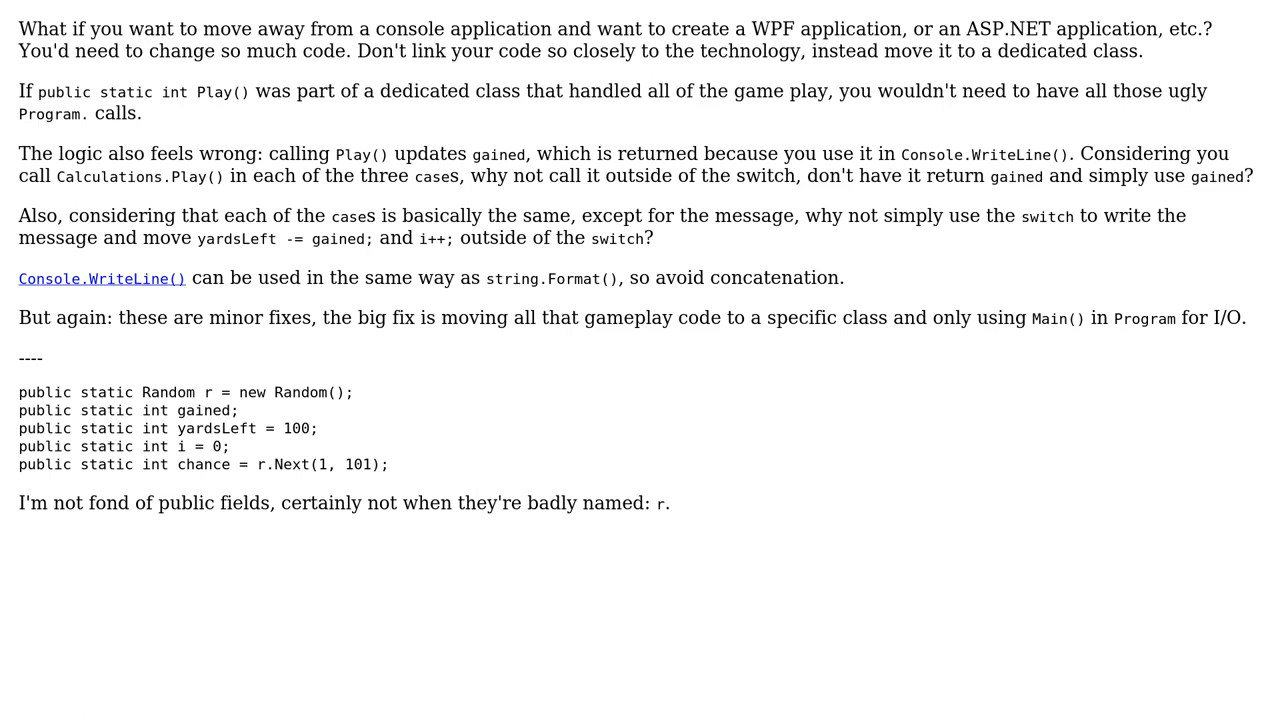 What if you want to move away from a console application and want to create a WPF application, or an ASP.NET application, etc.?
You'd need to change so much code. Don't link your code so closely to the technology, instead move it to a dedicated class.
If public static int Play() was part of a dedicated class that handled all of the game play, you wouldn't need to have all those ugly
Program. calls.
The logic also feels wrong: calling Play() updates gained, which is returned because you use it in Console.WriteLine(). Considering you
call Calculations.Play() in each of the three cases, why not call it outside of the switch, don't have it return gained and simply use gained?
Also, considering that each of the cases is basically the same, except for the message, why not simply use the switch to write the
message and move yardsLeft -= gained; and i++; outside of the switch?
Console.WriteLine() can be used in the same way as string.Format(), so avoid concatenation.
But again: these are minor fixes, the big fix is moving all that gameplay code to a specific class and only using Main() in Program for I/O.
----
public static Random r = new Random();
public static int gained;
public static int yardsLeft = 100;
public static int i = 0;
public static int chance = r.Next(1, 101);
I'm not fond of public fields, certainly not when they're badly named: r.